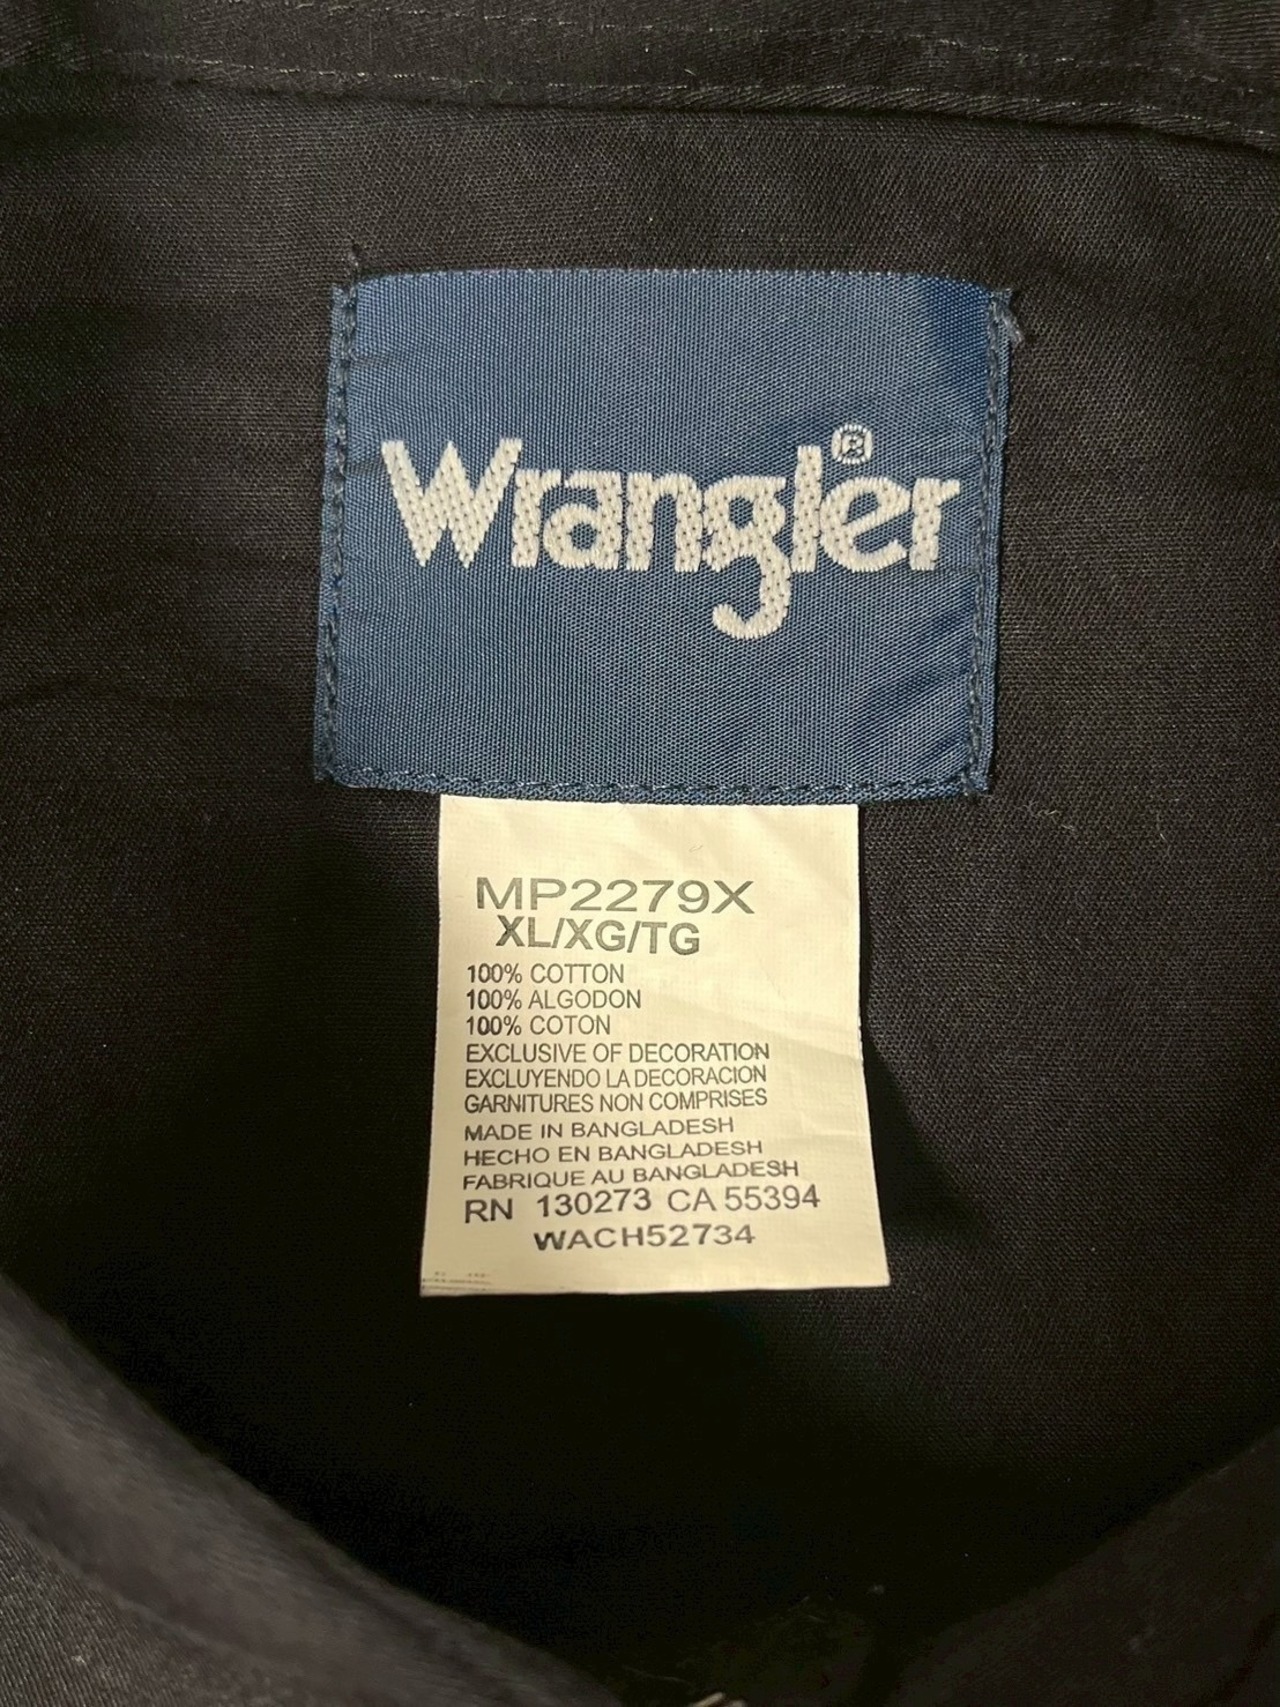 Wrangler®
MP2279X
XL/XG/TG
100% COTTON
100% ALGODON
100% COTON
EXCLUSIVE OF DECORATION
EXCLUYENDO LA DECORACION
GARNITURES NON COMPRISES
MADE IN BANGLADESH
HECHO EN BANGLADESH
FABRIQUE AU BANGLADESH
RN 130273 CA 55394
WACH52734